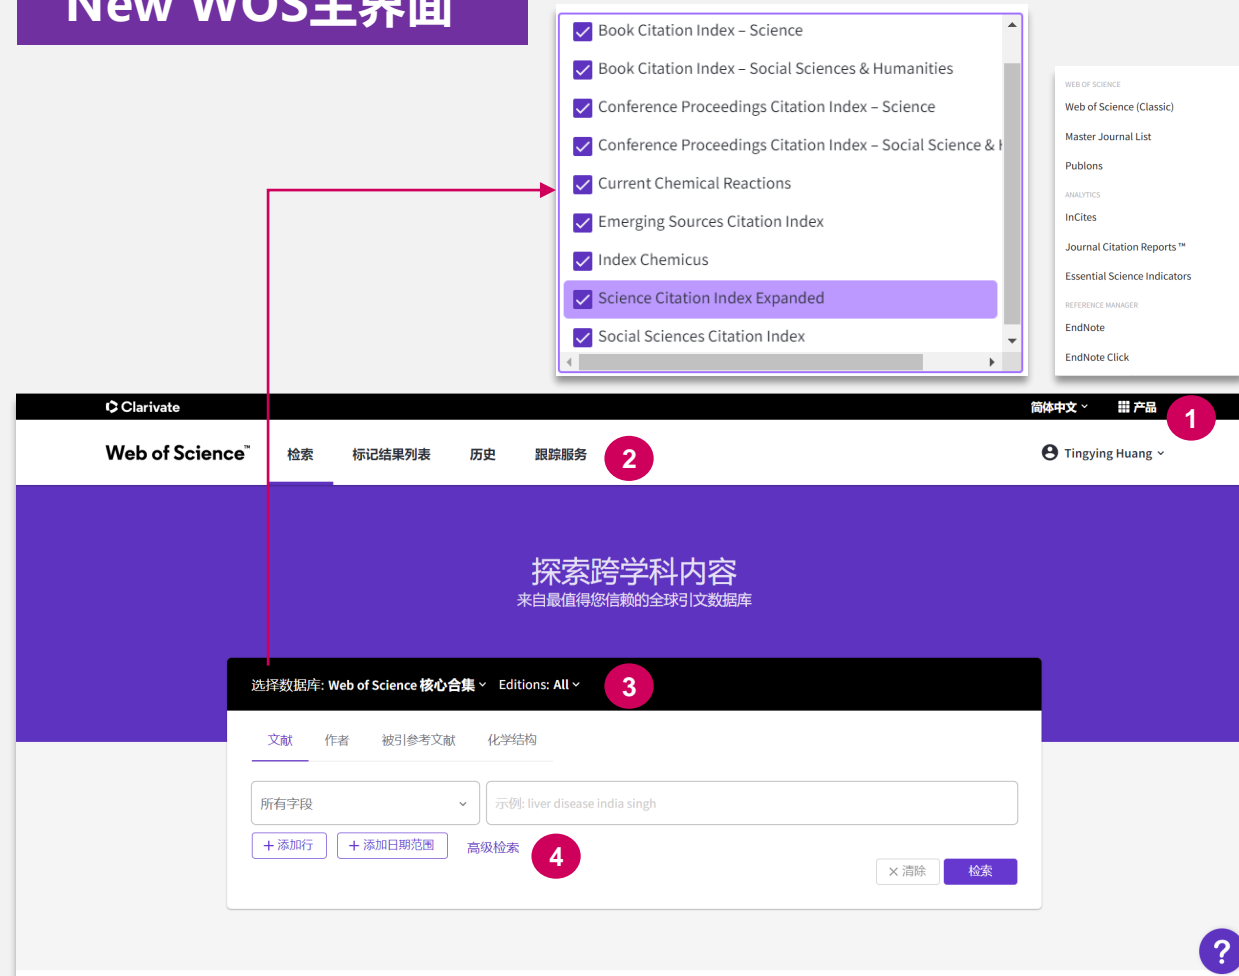 New WOS主界面
Book Citation Index – Science
Book Citation Index – Social Sciences & Humanities
Conference Proceedings Citation Index – Science
Conference Proceedings Citation Index – Social Science &
Current Chemical Reactions
Emerging Sources Citation Index
Index Chemicus
Science Citation Index Expanded
Social Sciences Citation Index
WEB OF SCIENCE
Web of Science (Classic)
Master Journal List
Publons
ANALYTICS
InCites
Journal Citation Reports ™
Essential Science Indicators
REFERENCE MANAGER
EndNote
EndNote Click
Clarivate
简体中文 产品 1
Web of Science™ 检索 标记结果列表 历史 跟踪服务 2 Tingying Huang
探索跨学科内容
来自最值得您信赖的全球引文数据库
选择数据库: Web of Science 核心合集 Editions: All 3
文献 作者 被引参考文献 化学结构
所有字段 示例: liver disease india singh
+ 添加行 + 添加日期范围 高级检索 4
× 清除 检索
?